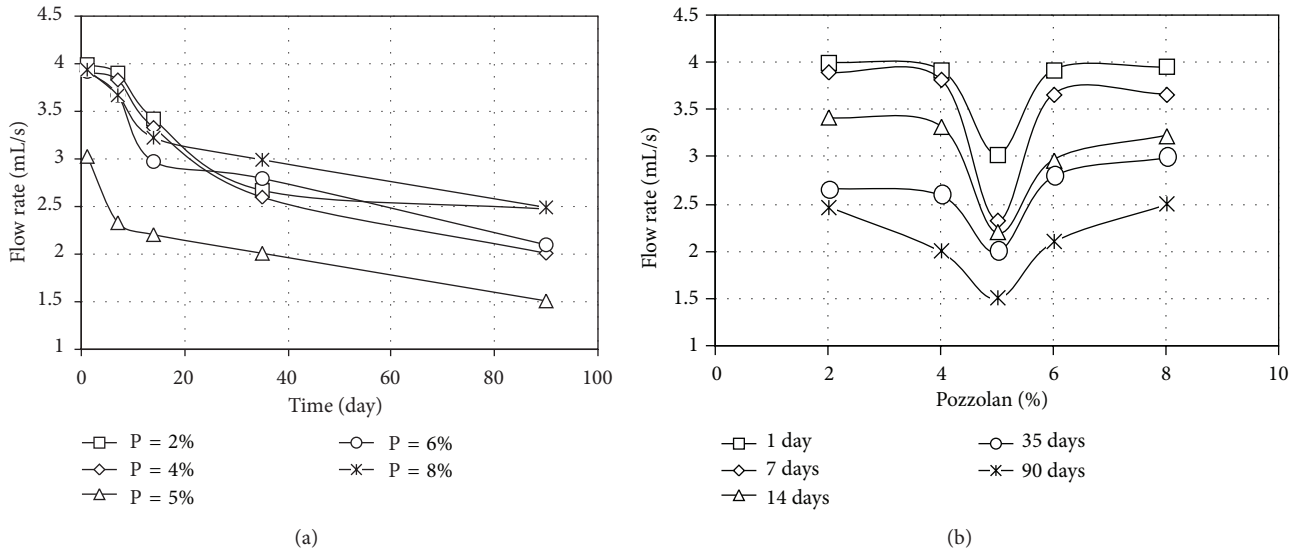 4.5
4
3.5
3
2.5
2
1.5
1
Flow rate (mL/s)
0
20
40
60
80
100
Time (day)
P = 2%
P = 4%
P = 5%
P = 6%
P = 8%
(a)
4.5
4
3.5
3
2.5
2
1.5
1
Flow rate (mL/s)
0
2
4
6
8
10
Pozzolan (%)
1 day
7 days
14 days
35 days
90 days
(b)